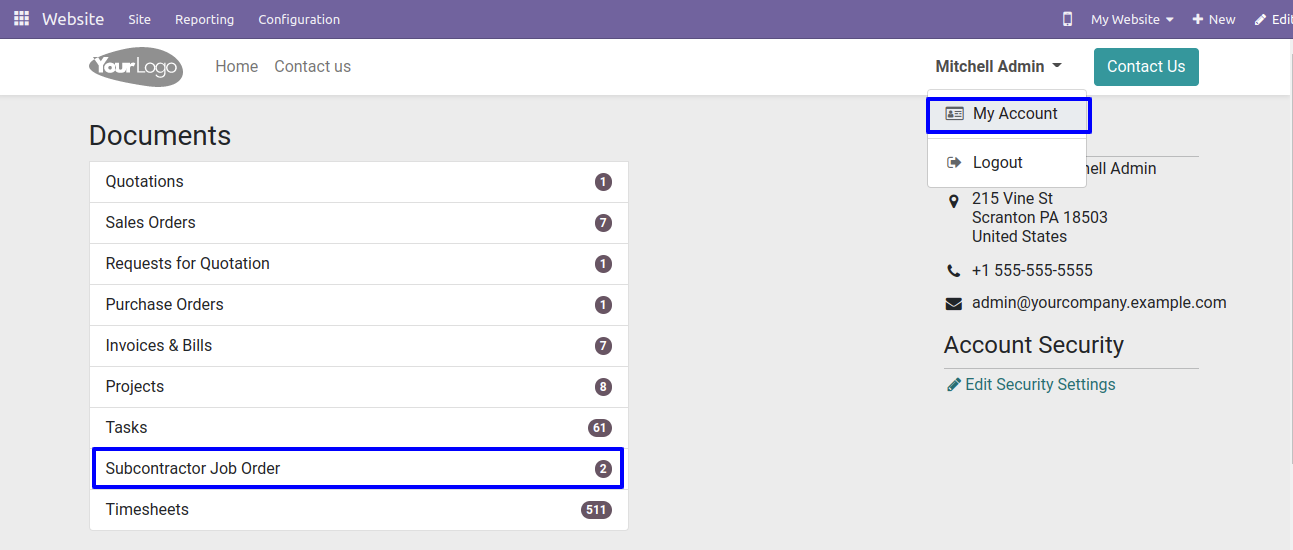 Website Site Reporting Configuration My Website New Edit
YourLogo Home Contact us Mitchell Admin Contact Us
My Account
Logout
Documents
Quotations 1
Sales Orders 7
Requests for Quotation 1
Purchase Orders 1
Invoices & Bills 7
Projects 8
Tasks 61
Subcontractor Job Order 2
Timesheets 511
hell Admin
215 Vine St
Scranton PA 18503
United States
+1 555-555-5555
admin@yourcompany.example.com
Account Security
Edit Security Settings